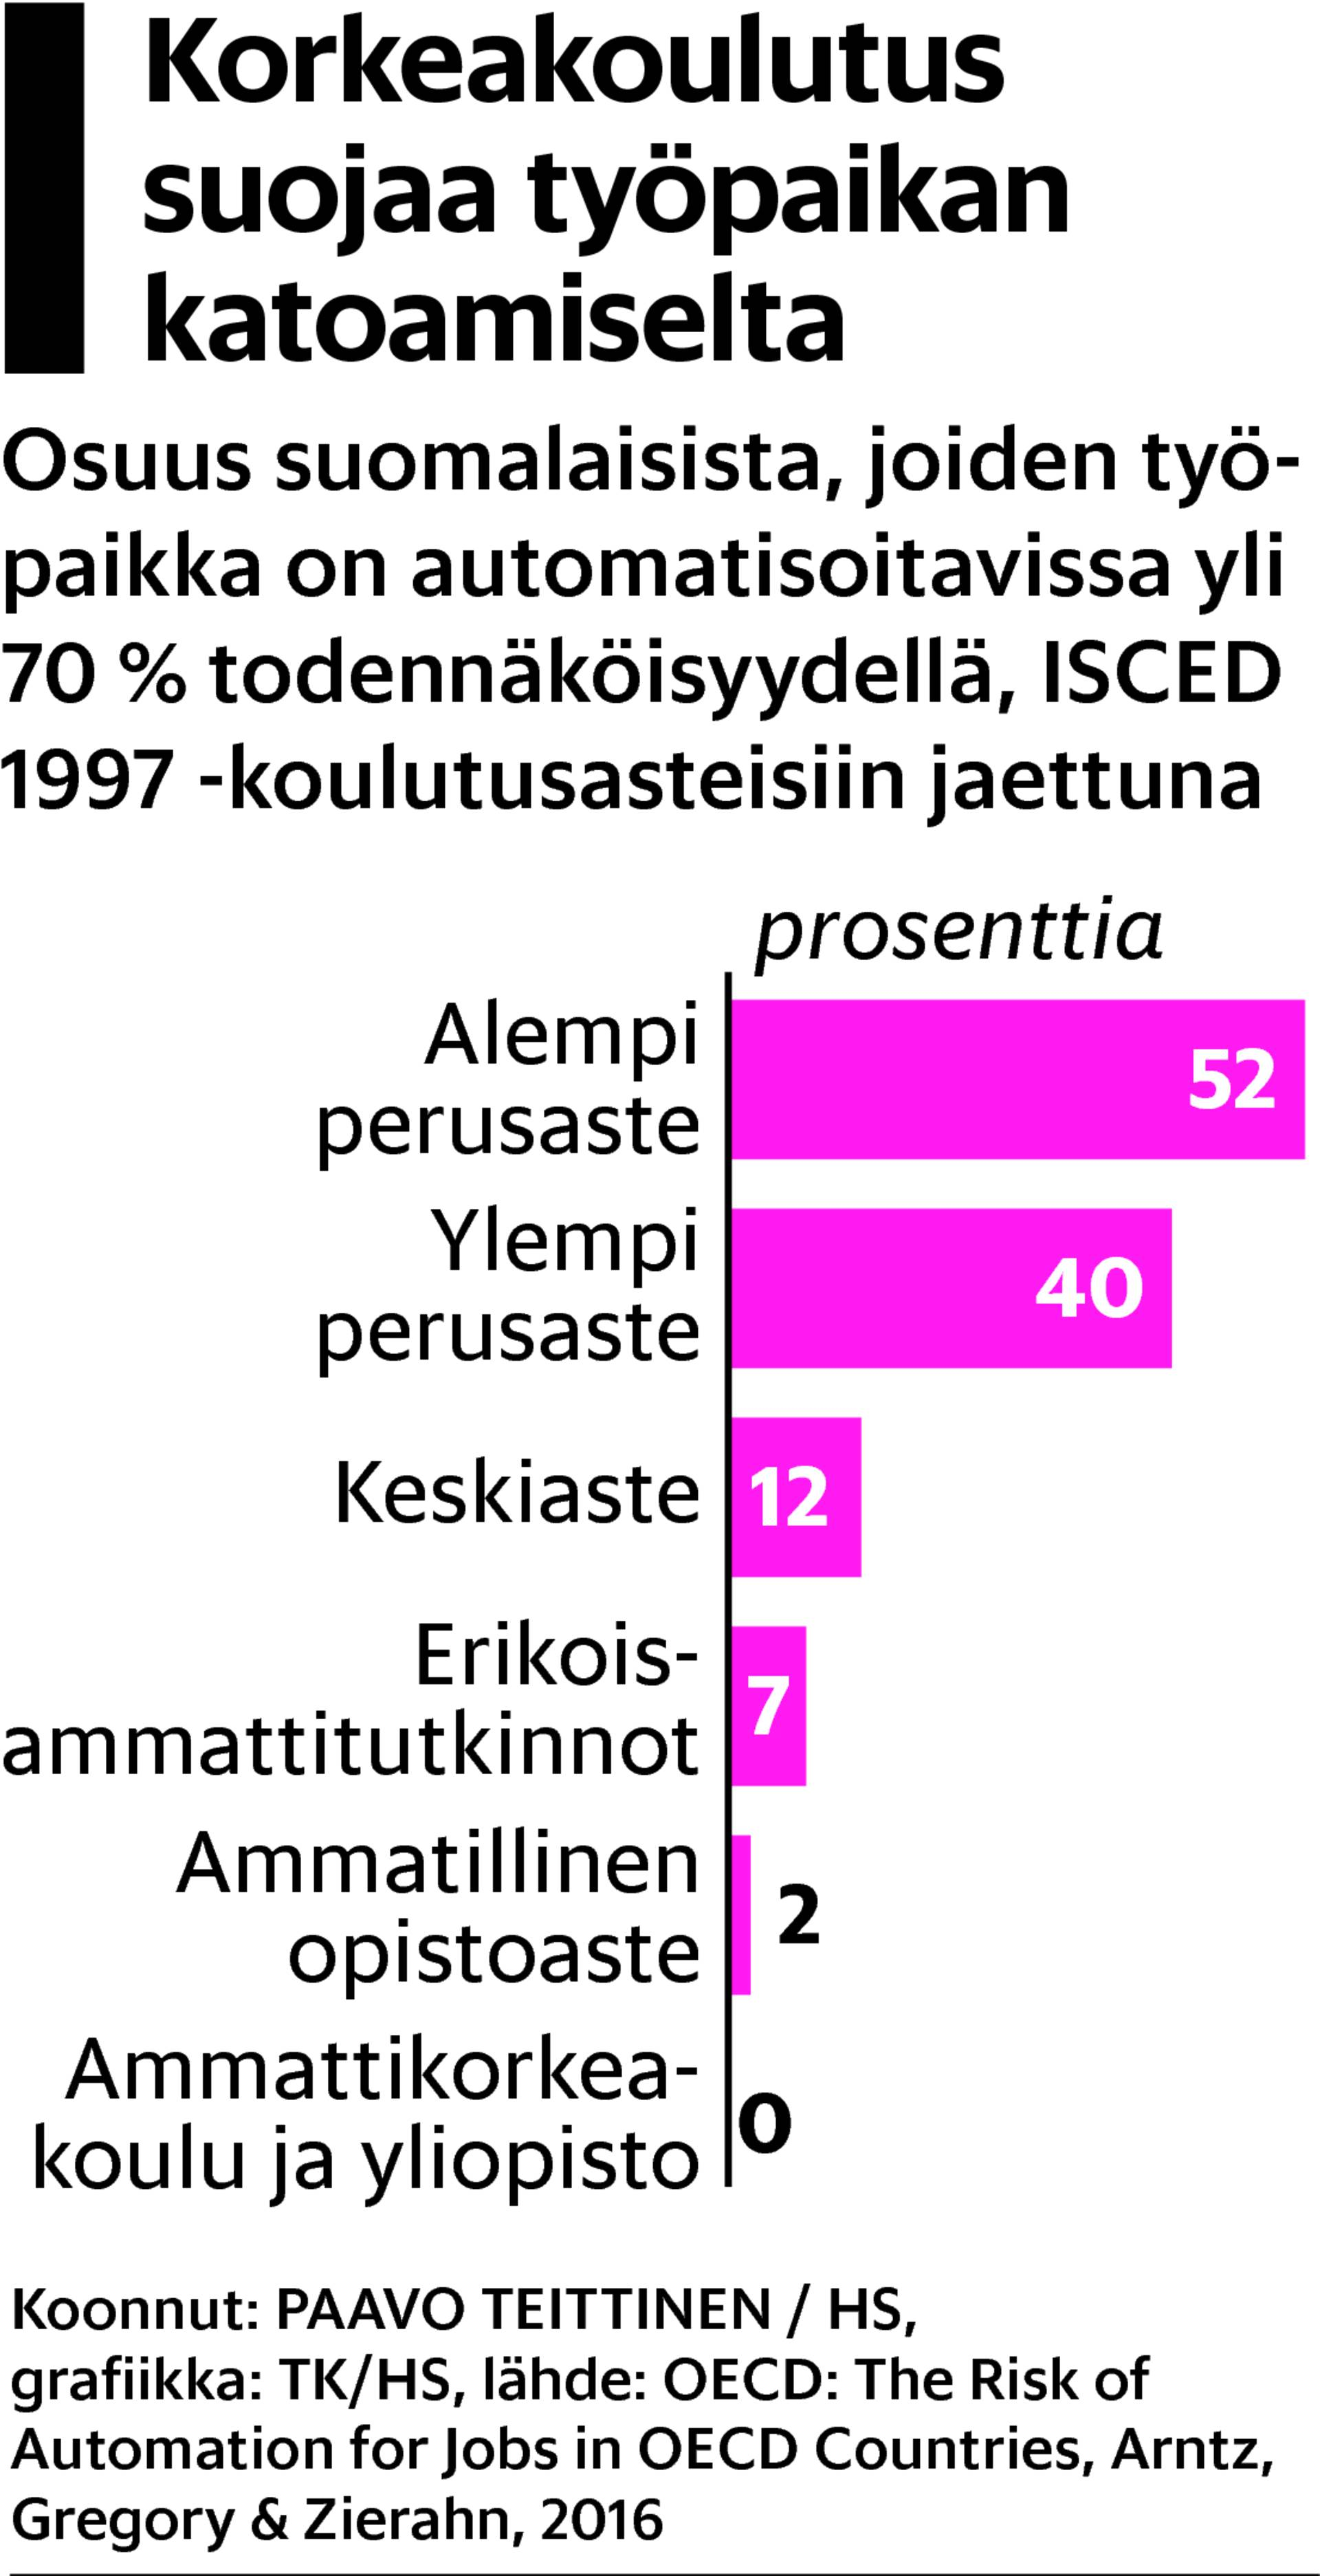 Korkeakoulutus
suojaa työpaikan
katoamiselta
Osuus suomalaisista, joiden työ-
paikka on automatisoitavissa yli
70 % todennäköisyydellä, ISCED
1997 -koulutusasteisiin jaettuna
prosenttia
Alempi
perusaste
52
Ylempi
perusaste
40
Keskiaste
12
Erikois-
ammattitutkinnot
7
Ammatillinen
opistoaste
2
Ammattikorkea-
koulu ja yliopisto
0
Koonnut: PAAVO TEITTINEN / HS,
grafiikka: TK/HS, lähde: OECD: The Risk of
Automation for Jobs in OECD Countries, Arntz,
Gregory & Zierahn, 2016